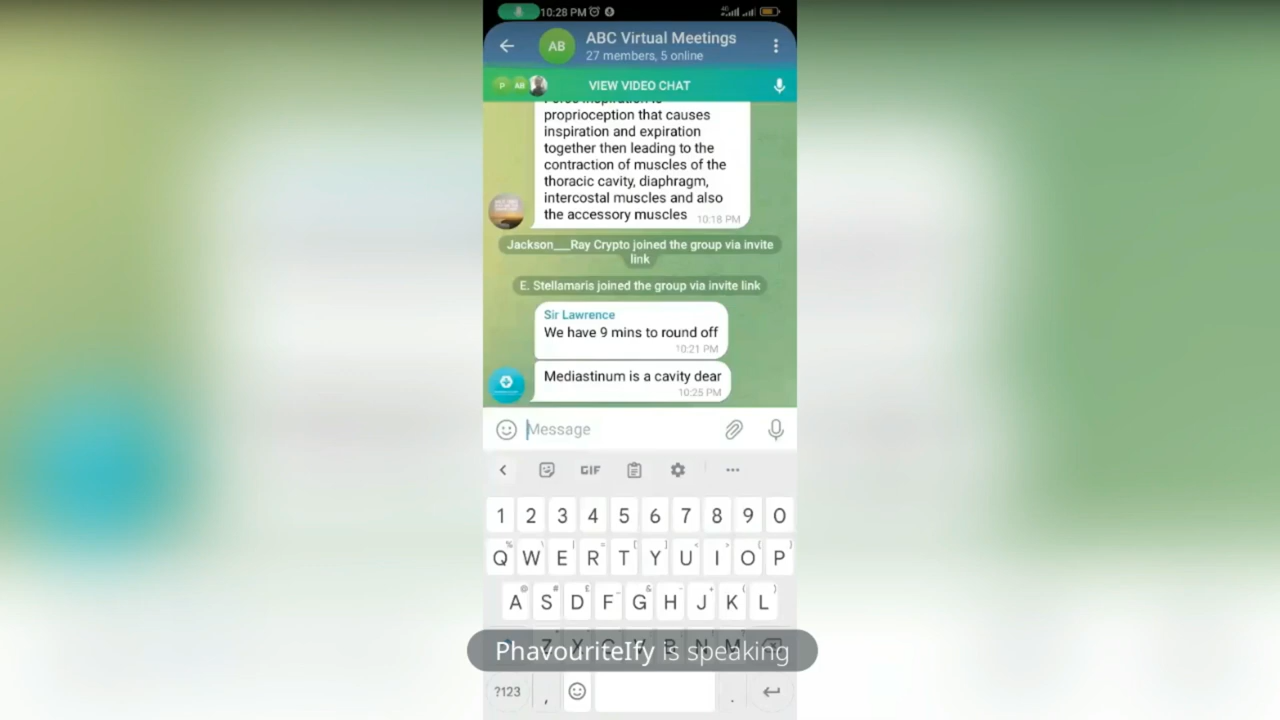 10:28 PM
4G
AB
ABC Virtual Meetings
27 members, 5 online
P AB
VIEW VIDEO CHAT
proprioception that causes
inspiration and expiration
together then leading to the
contraction of muscles of the
thoracic cavity, diaphragm,
intercostal muscles and also
the accessory muscles 10:18 PM
Jackson___Ray Crypto joined the group via invite
link
E. Stellamaris joined the group via invite link
Sir Lawrence
We have 9 mins to round off
10:21 PM
Mediastinum is a cavity dear
10:25 PM
Message
GIF
1 2 3 4 5 6 7 8 9 0
Q W E R T Y U I O P
A S D F G H J K L
PhavouriteIfy is speaking
?123 , .